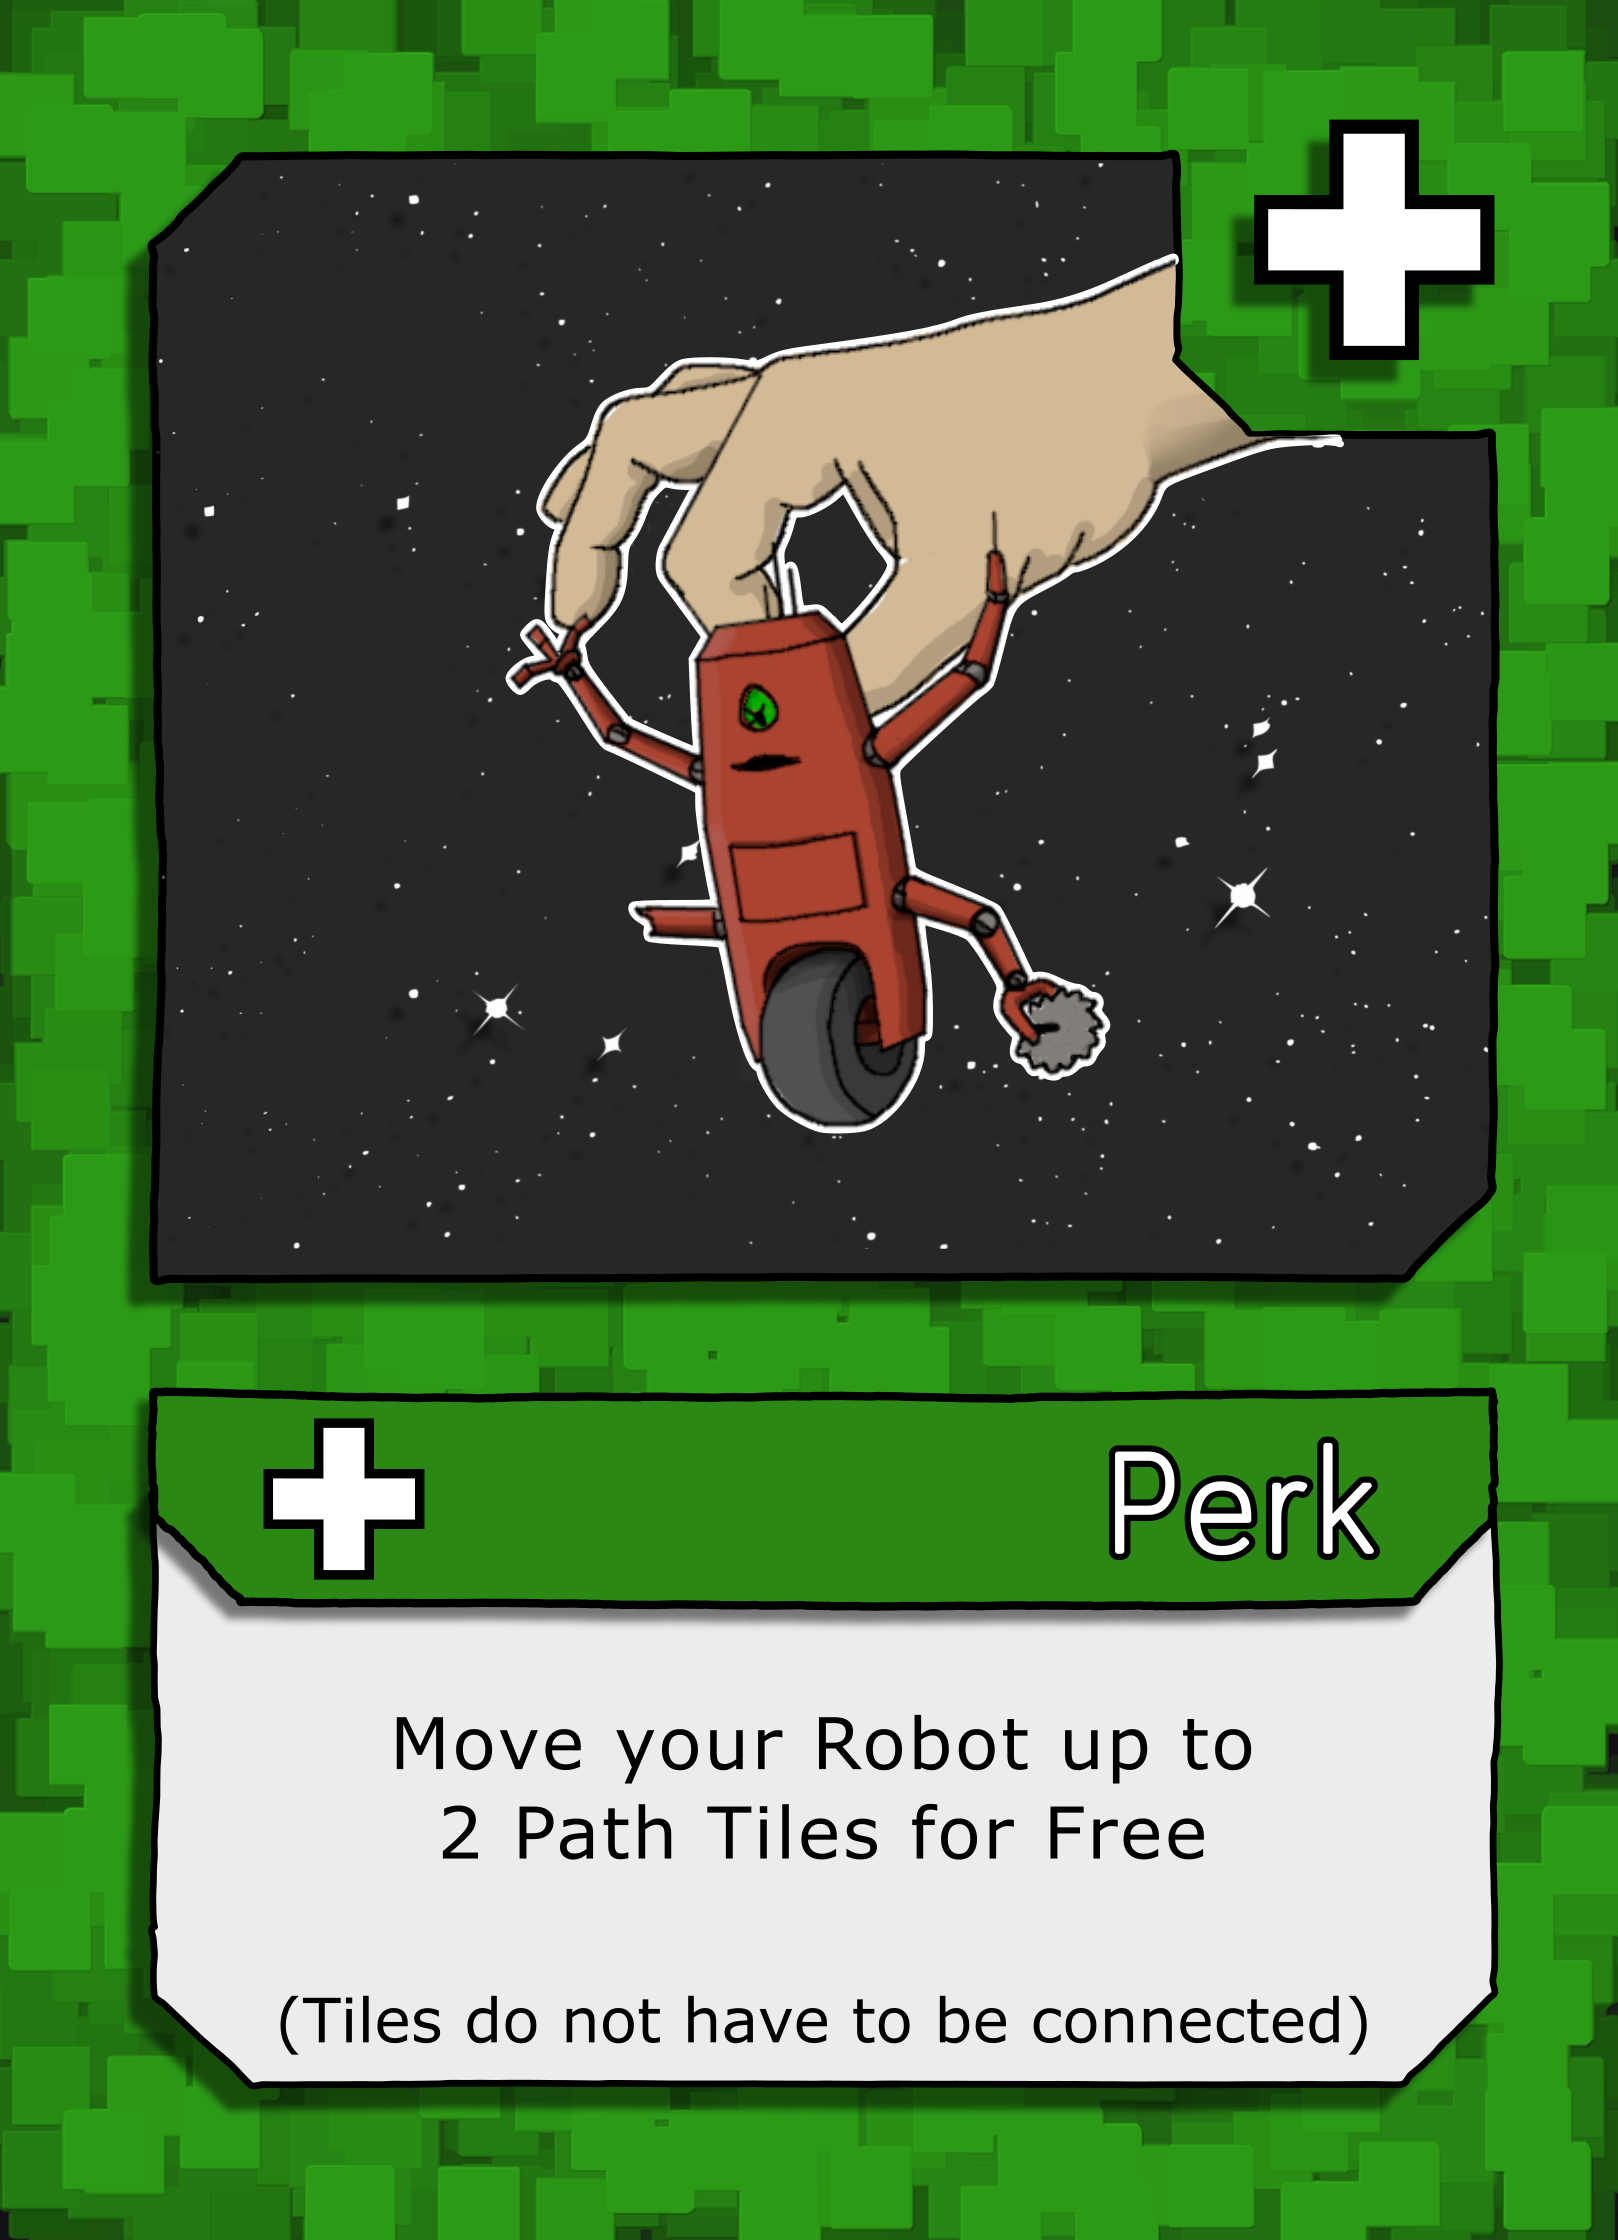 Perk
Move your Robot up to
2 Path Tiles for Free
(Tiles do not have to be connected)